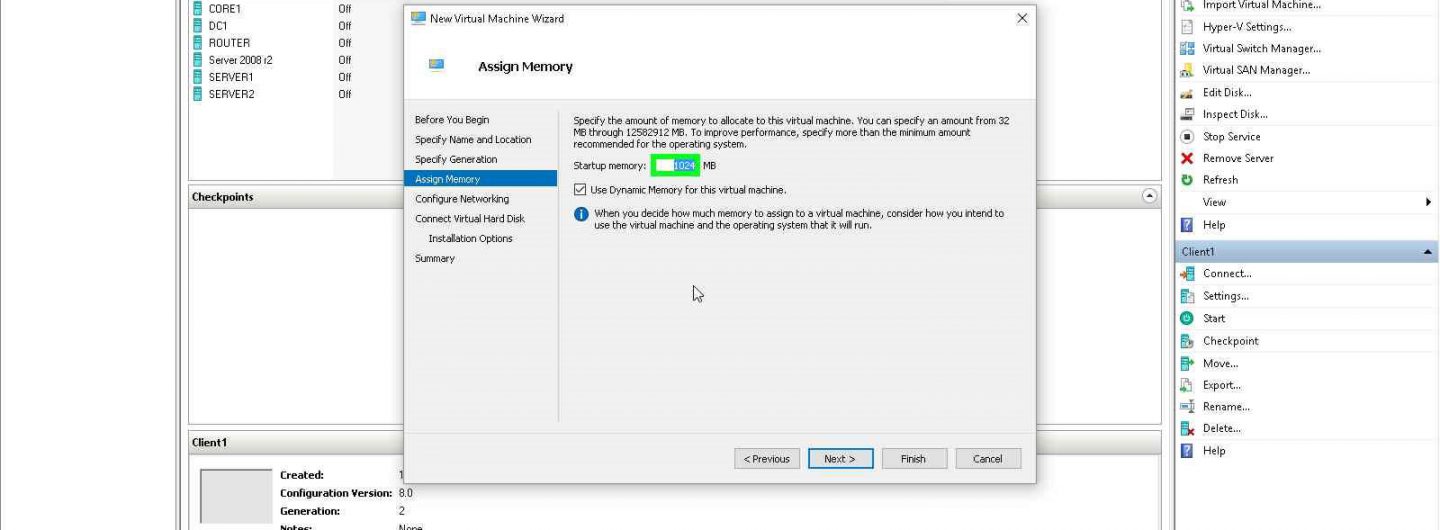 CORE1 Off
DC1 Off
ROUTER Off
Server 2008 r2 Off
SERVER1 Off
SERVER2 Off
Checkpoints
Client1
Created: 1
Configuration Version: 8.0
Generation: 2
Notes: None
New Virtual Machine Wizard
Assign Memory
Before You Begin
Specify Name and Location
Specify Generation
Assign Memory
Configure Networking
Connect Virtual Hard Disk
Installation Options
Summary
Specify the amount of memory to allocate to this virtual machine. You can specify an amount from 32
MB through 12582912 MB. To improve performance, specify more than the minimum amount
recommended for the operating system.
Startup memory: 1024 MB
Use Dynamic Memory for this virtual machine.
When you decide how much memory to assign to a virtual machine, consider how you intend to
use the virtual machine and the operating system that it will run.
< Previous Next > Finish Cancel
Import Virtual Machine...
Hyper-V Settings...
Virtual Switch Manager...
Virtual SAN Manager...
Edit Disk...
Inspect Disk...
Stop Service
Remove Server
Refresh
View
Help
Client1
Connect...
Settings...
Start
Checkpoint
Move...
Export...
Rename...
Delete...
Help